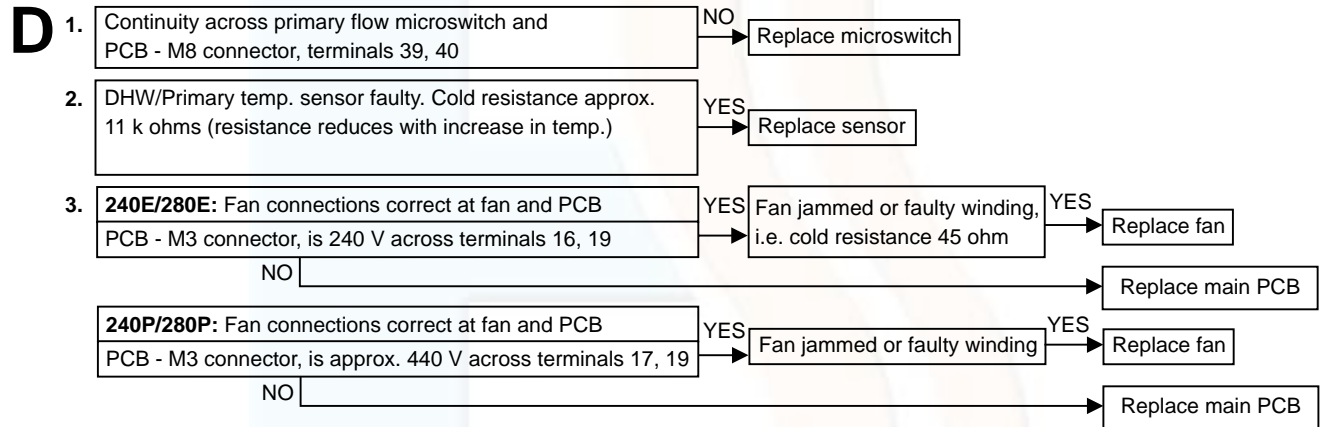 D
1. Continuity across primary flow microswitch and
PCB - M8 connector, terminals 39, 40
NO
Replace microswitch
2. DHW/Primary temp. sensor faulty. Cold resistance approx.
11 k ohms (resistance reduces with increase in temp.)
YES
Replace sensor
3. 240E/280E: Fan connections correct at fan and PCB
PCB - M3 connector, is 240 V across terminals 16, 19
YES
Fan jammed or faulty winding,
i.e. cold resistance 45 ohm
YES
Replace fan
NO
Replace main PCB
240P/280P: Fan connections correct at fan and PCB
PCB - M3 connector, is approx. 440 V across terminals 17, 19
YES
Fan jammed or faulty winding
YES
Replace fan
NO
Replace main PCB